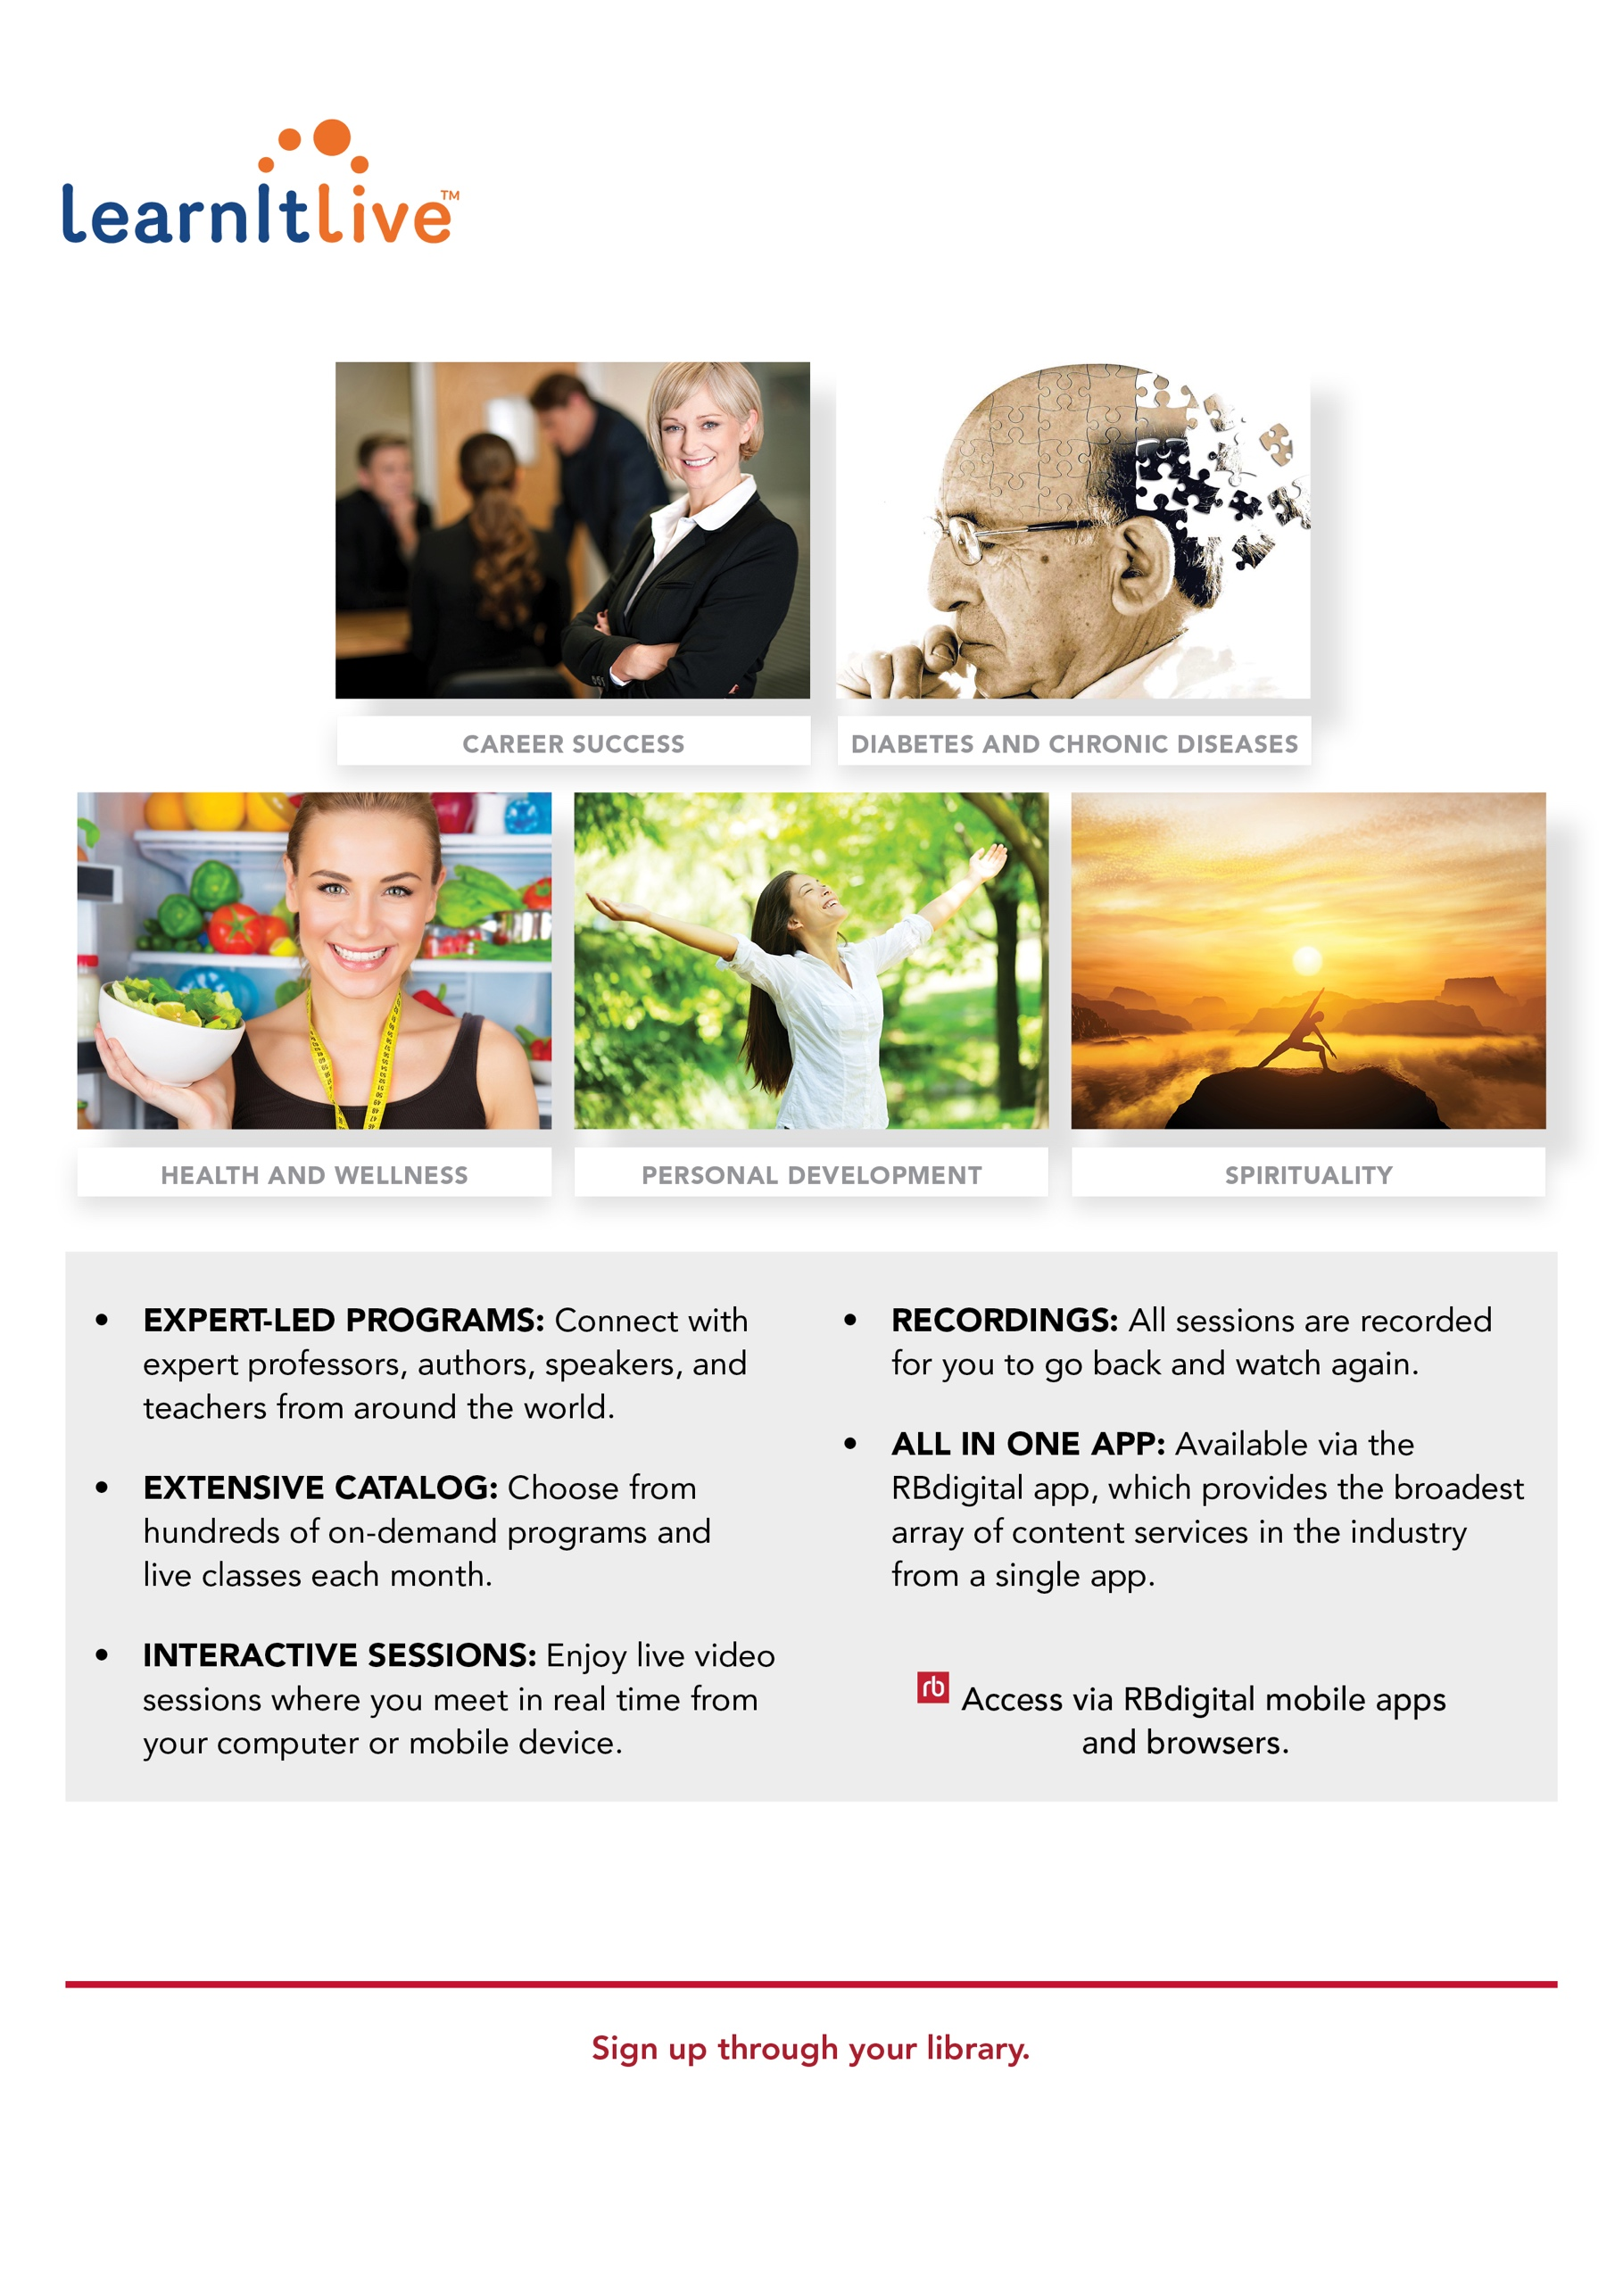 learnItlive™
CAREER SUCCESS
DIABETES AND CHRONIC DISEASES
HEALTH AND WELLNESS
PERSONAL DEVELOPMENT
SPIRITUALITY
• EXPERT-LED PROGRAMS: Connect with
expert professors, authors, speakers, and
teachers from around the world.
• EXTENSIVE CATALOG: Choose from
hundreds of on-demand programs and
live classes each month.
• INTERACTIVE SESSIONS: Enjoy live video
sessions where you meet in real time from
your computer or mobile device.
• RECORDINGS: All sessions are recorded
for you to go back and watch again.
• ALL IN ONE APP: Available via the
RBdigital app, which provides the broadest
array of content services in the industry
from a single app.
rb Access via RBdigital mobile apps
and browsers.
Sign up through your library.